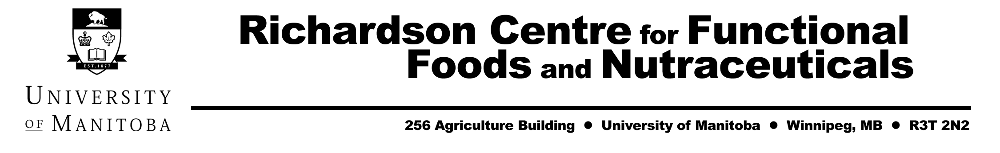 EST. 1877
UNIVERSITY
OF MANITOBA
Richardson Centre for Functional
Foods and Nutraceuticals
256 Agriculture Building ● University of Manitoba ● Winnipeg, MB ● R3T 2N2